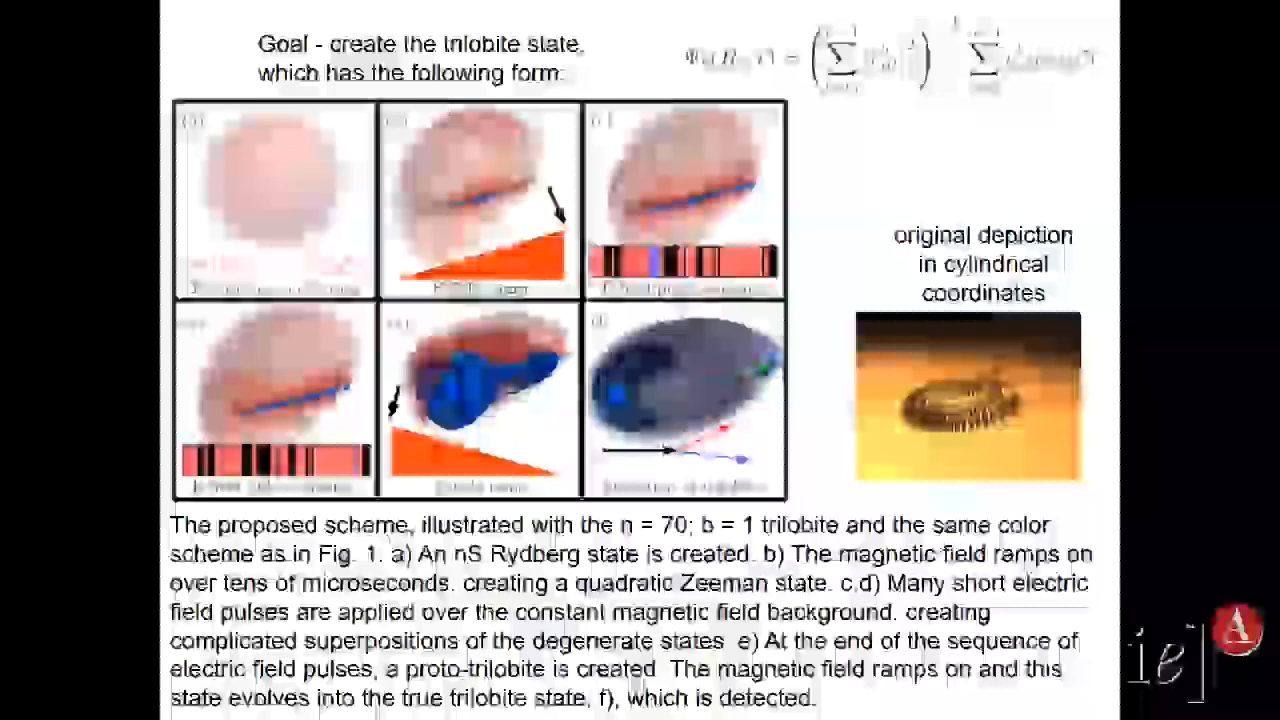 Goal - create the trilobite state,
which has the following form:
original depiction
in cylindrical
coordinates
The proposed scheme, illustrated with the n = 70; b = 1 trilobite and the same color
scheme as in Fig. 1. a) An nS Rydberg state is created. b) The magnetic field ramps on
over tens of microseconds, creating a quadratic Zeeman state. c,d) Many short electric
field pulses are applied over the constant magnetic field background, creating
complicated superpositions of the degenerate states. e) At the end of the sequence of
electric field pulses, a proto-trilobite is created. The magnetic field ramps on and this
state evolves into the true trilobite state, f), which is detected.
A